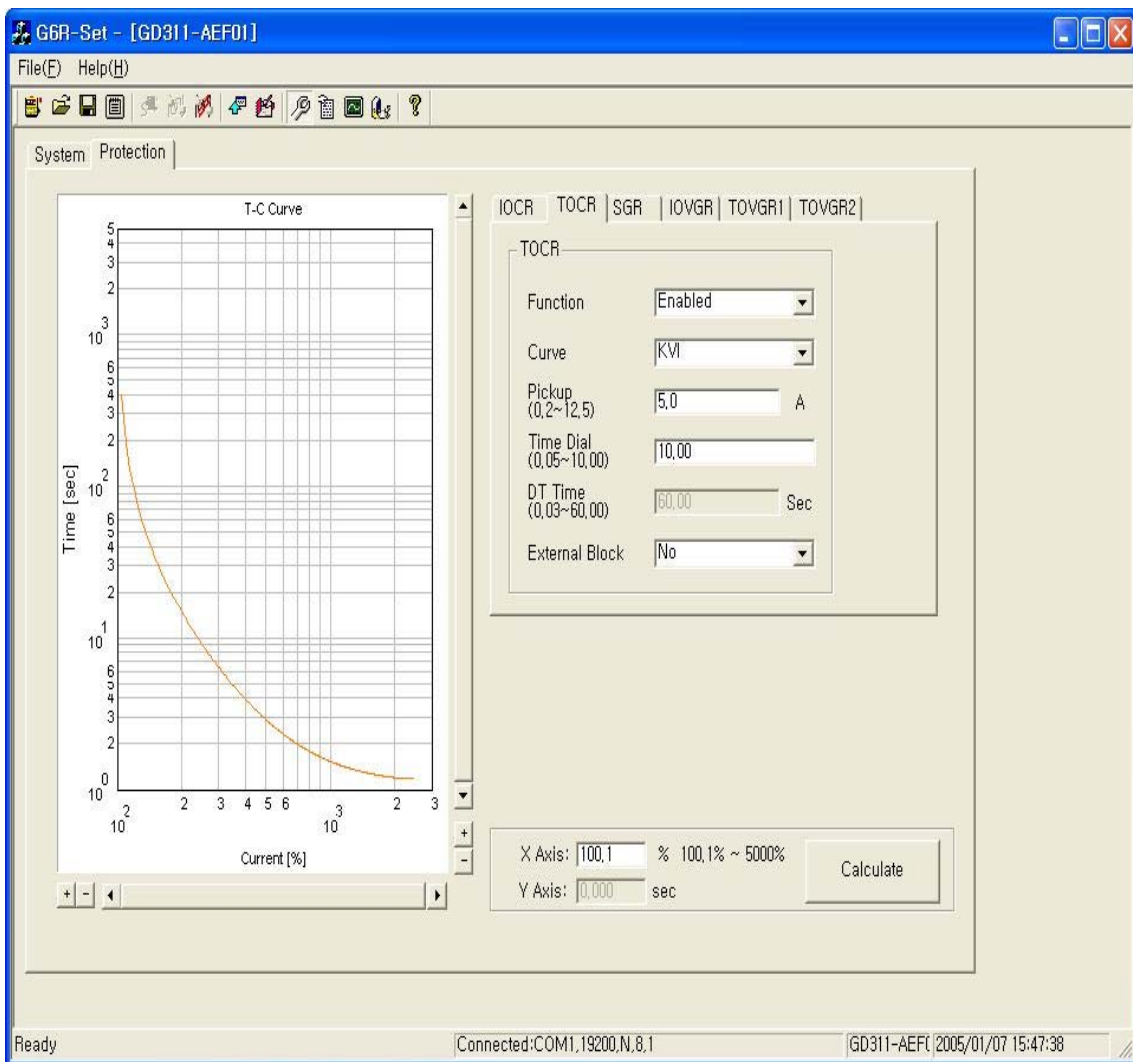 G6R-Set - [GD311-AEF01]
File(F) Help(H)
System Protection
T-C Curve
5
4
3
2
10 3
6
5
4
3
2
10 2
6
5
4
3
2
10 1
6
5
4
3
2
10 0
Time [sec]
10 2 2 3 4 5 6 10 3 2 3
Current [%]
+ -
+
-
IOCR TOCR SGR IOVGR TOVGR1 TOVGR2
TOCR
Function Enabled
Curve KVI
Pickup
(0,2~12,5) 5,0 A
Time Dial
(0,05~10,00) 10,00
DT Time
(0,03~60,00) 60,00 Sec
External Block No
X Axis: 100,1 % 100,1% ~ 5000%
Y Axis: 0,000 sec
Calculate
Ready Connected:COM1,19200,N,8,1 GD311-AEF( 2005/01/07 15:47:38